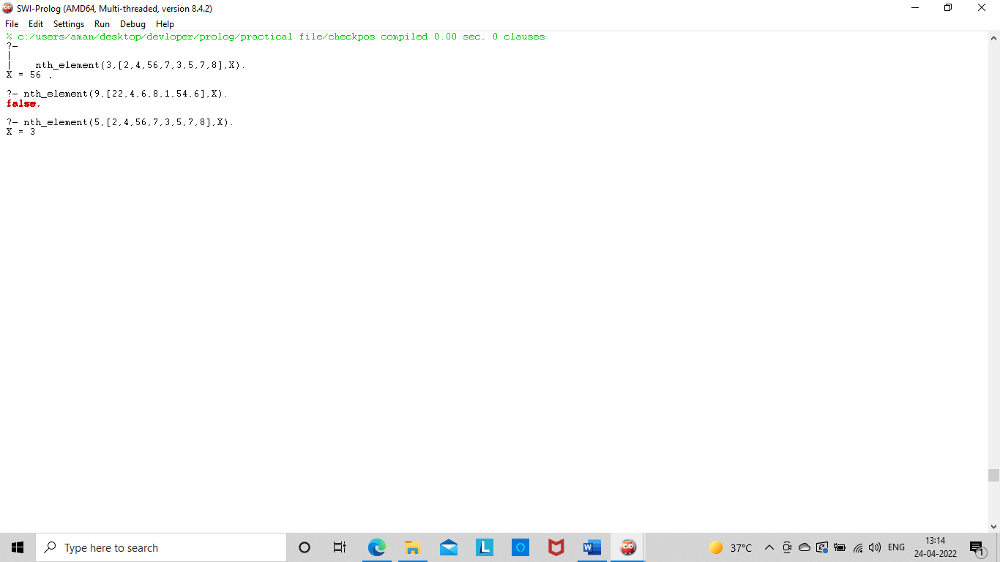 SWI-Prolog (AMD64, Multi-threaded, version 8.4.2)
File Edit Settings Run Debug Help
% c:/users/aman/desktop/devloper/prolog/practical file/checkpos compiled 0.00 sec, 0 clauses
?-
|
|    nth_element(3,[2,4,56,7,3,5,7,8],X).
X = 56 .
?- nth_element(9,[22,4,6,8,1,54,6],X).
false.
?- nth_element(5,[2,4,56,7,3,5,7,8],X).
X = 3
Type here to search
L
W
37°C
ENG
13:14
24-04-2022
1